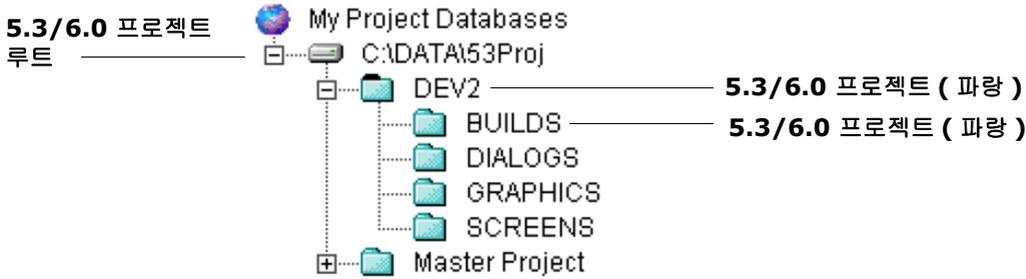 5.3/6.0 프로젝트
루트
My Project Databases
C:\DATA\53Proj
DEV2
5.3/6.0 프로젝트 ( 파랑 )
BUILDS
5.3/6.0 프로젝트 ( 파랑 )
DIALOGS
GRAPHICS
SCREENS
Master Project